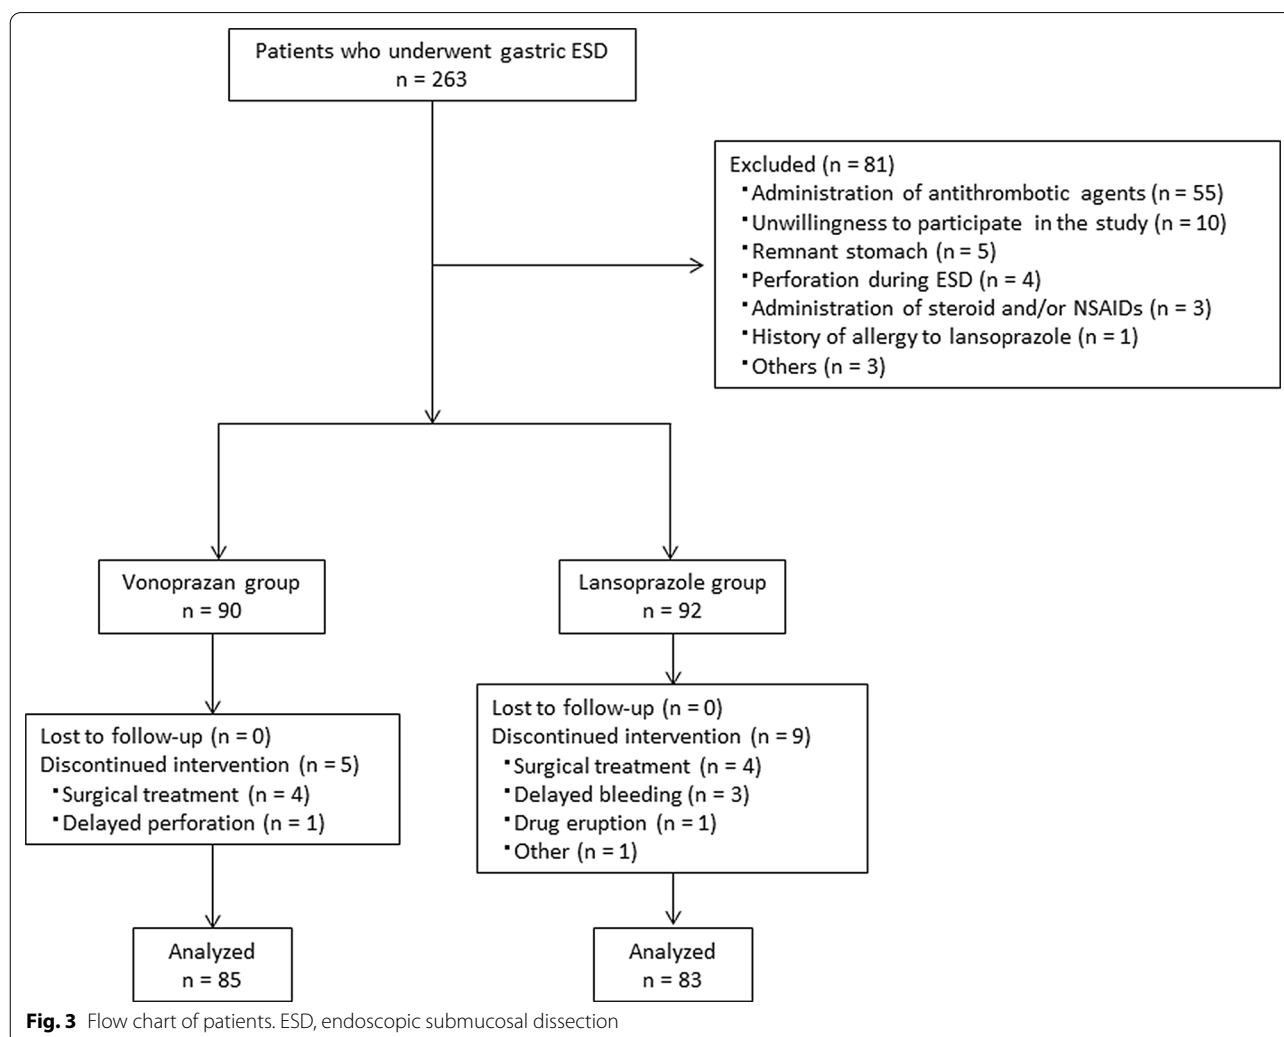 Patients who underwent gastric ESD
n = 263
Excluded (n = 81)
▪Administration of antithrombotic agents (n = 55)
▪Unwillingness to participate in the study (n = 10)
▪Remnant stomach (n = 5)
▪Perforation during ESD (n = 4)
▪Administration of steroid and/or NSAIDs (n = 3)
▪History of allergy to lansoprazole (n = 1)
▪Others (n = 3)
Vonoprazan group
n = 90
Lansoprazole group
n = 92
Lost to follow-up (n = 0)
Discontinued intervention (n = 5)
▪Surgical treatment (n = 4)
▪Delayed perforation (n = 1)
Lost to follow-up (n = 0)
Discontinued intervention (n = 9)
▪Surgical treatment (n = 4)
▪Delayed bleeding (n = 3)
▪Drug eruption (n = 1)
▪Other (n = 1)
Analyzed
n = 85
Analyzed
n = 83
Fig. 3 Flow chart of patients. ESD, endoscopic submucosal dissection